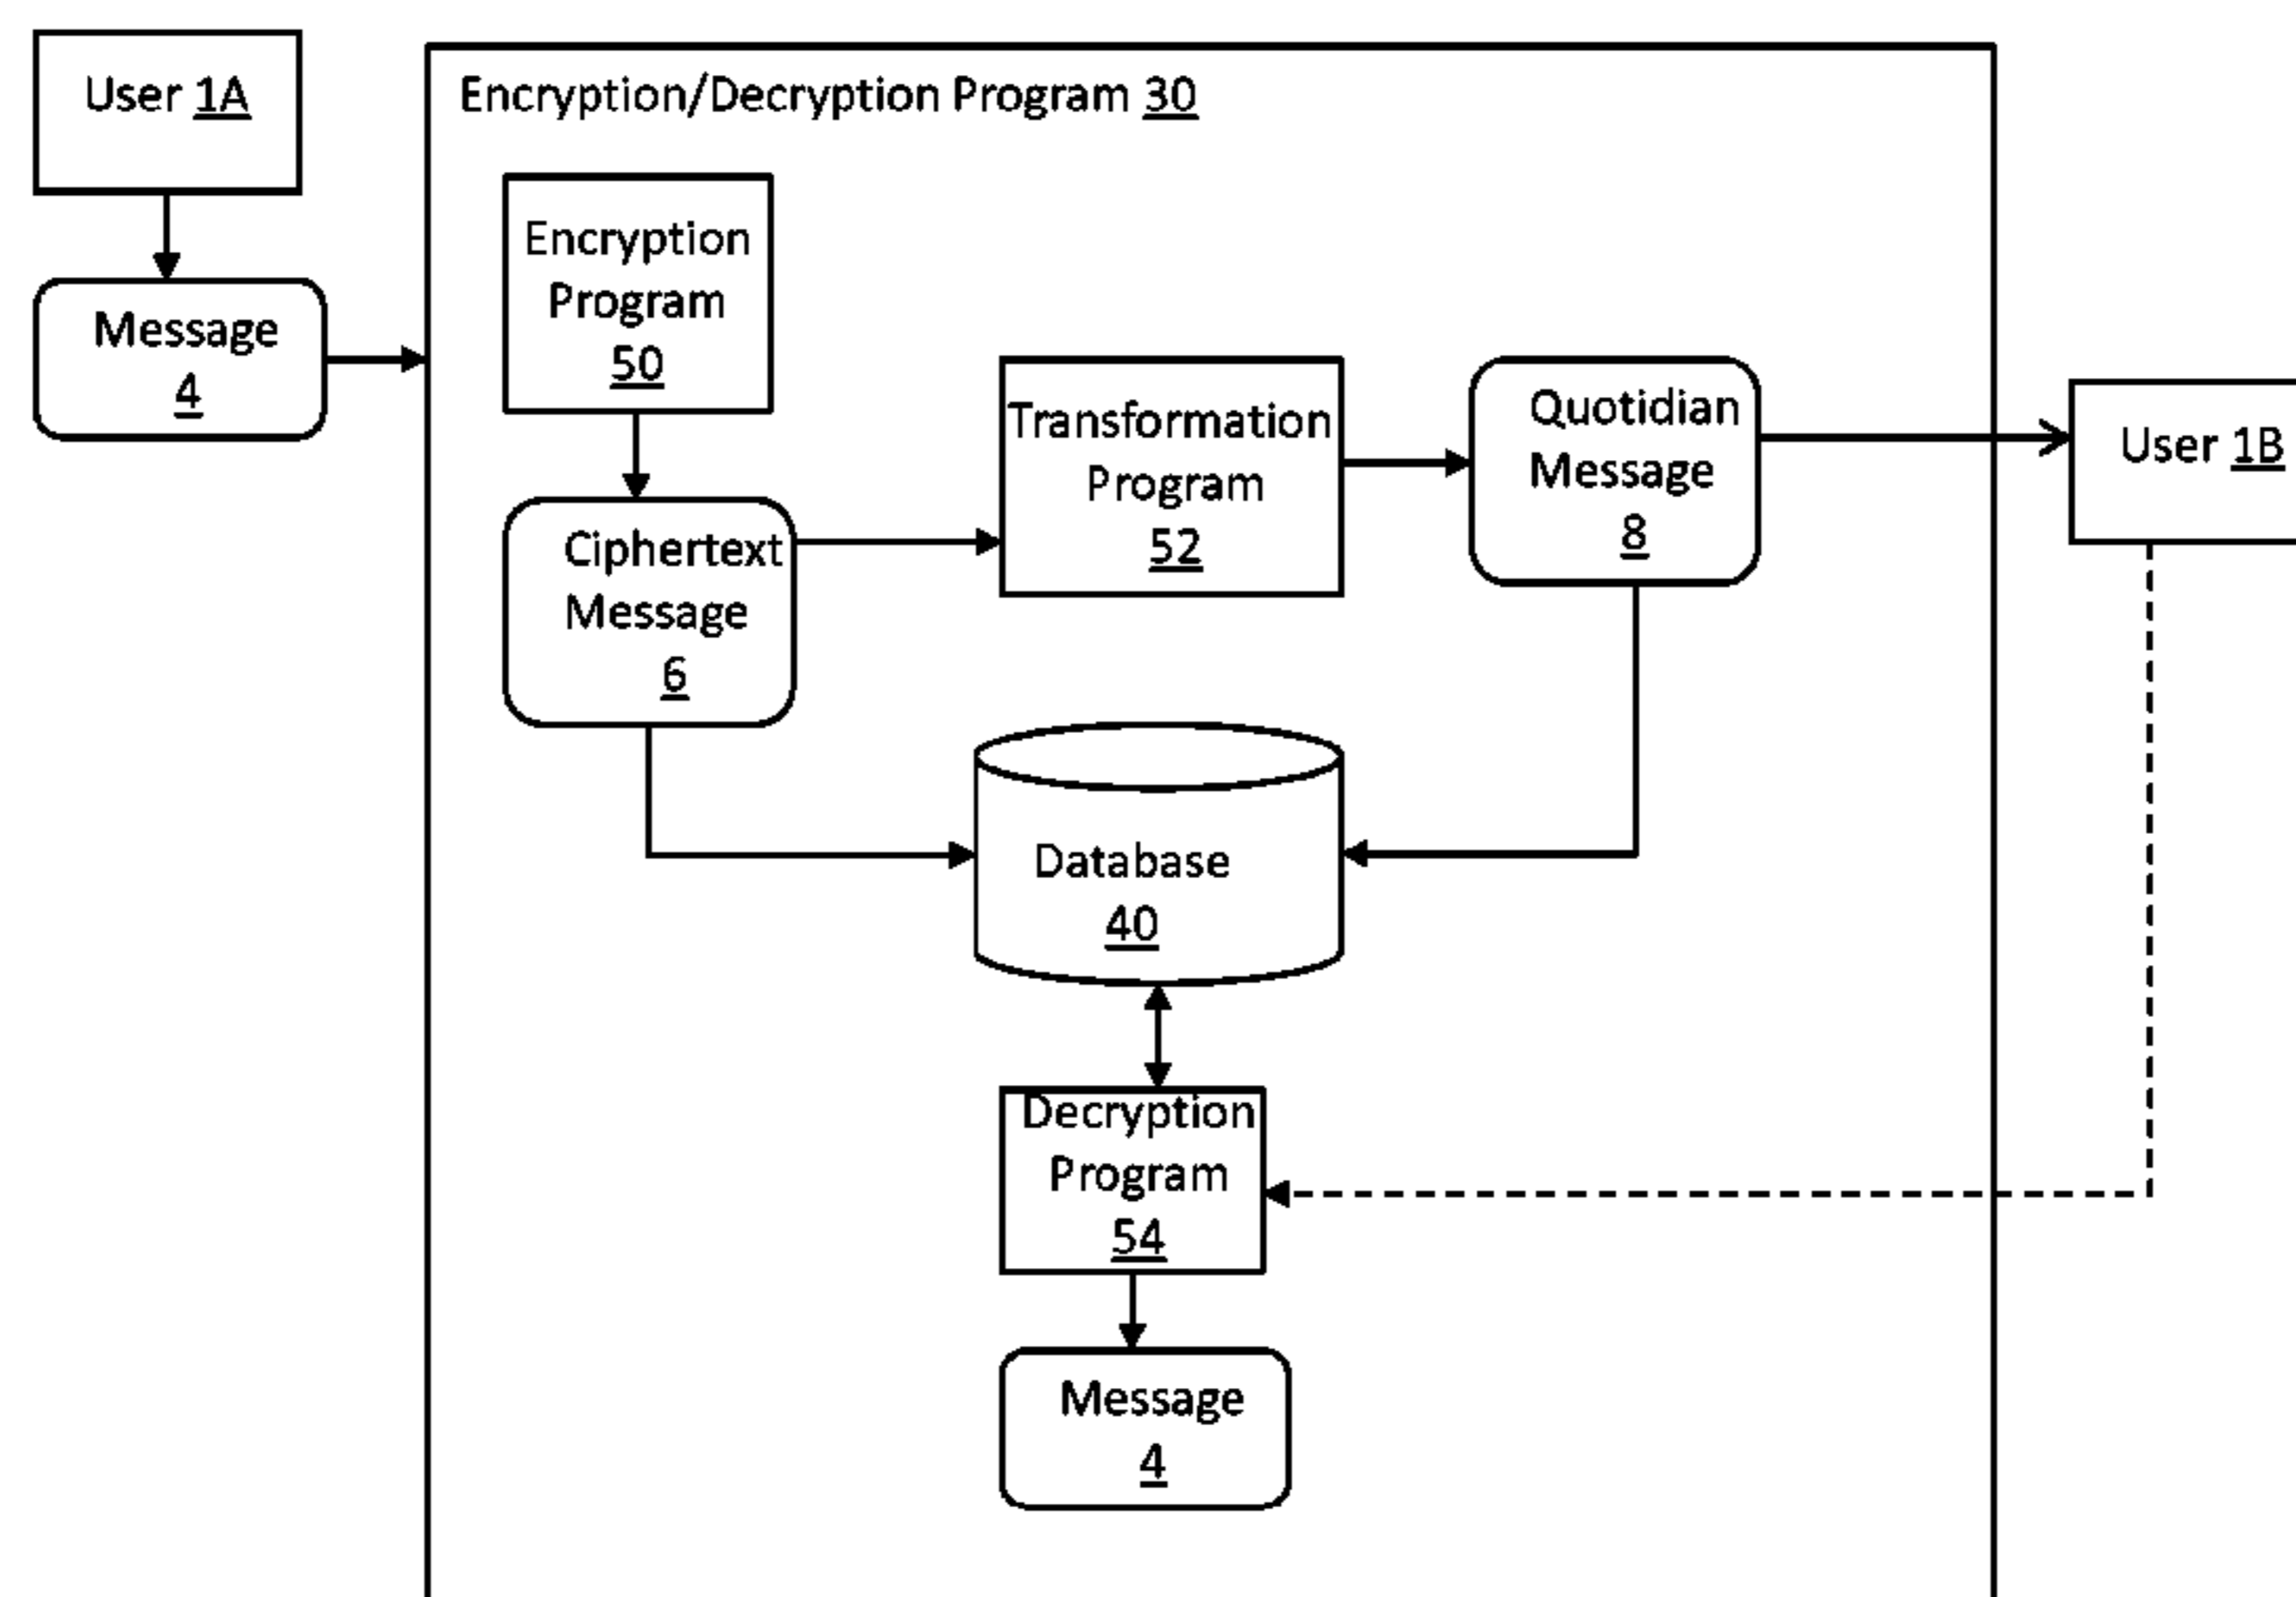 User 1A
Encryption/Decryption Program 30
Encryption
Program
50
Message
4
Transformation
Program
52
Quotidian
Message
8
User 1B
Ciphertext
Message
6
Database
40
Decryption
Program
54
Message
4